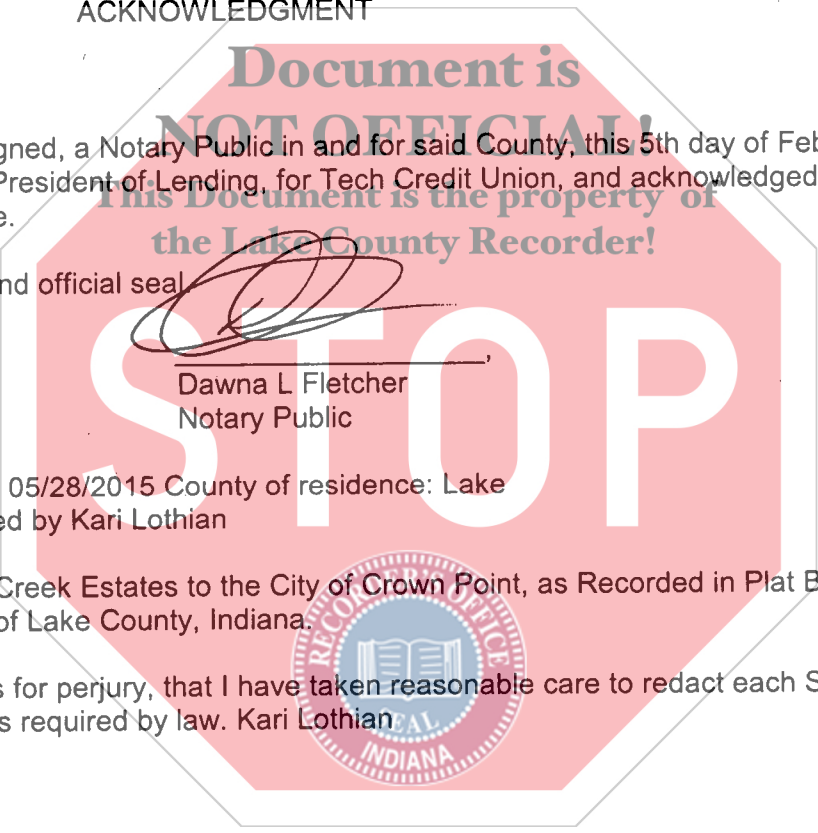 ACKNOWLEDGMENT
Document is
NOT OFFICIAL!
gned, a Notary Public in and for said County, this 5th day of Feb
President of Lending, for Tech Credit Union, and acknowledged
This Document is the property of
e.
the Lake County Recorder!
nd official seal.
STOP
Dawna L Fletcher
Notary Public
05/28/2015 County of residence: Lake
ed by Kari Lothian
Creek Estates to the City of Crown Point, as Recorded in Plat B
of Lake County, Indiana.
RECORDER'S OFFICE
s for perjury, that I have taken reasonable care to redact each S
s required by law. Kari Lothian
SEAL
INDIANA